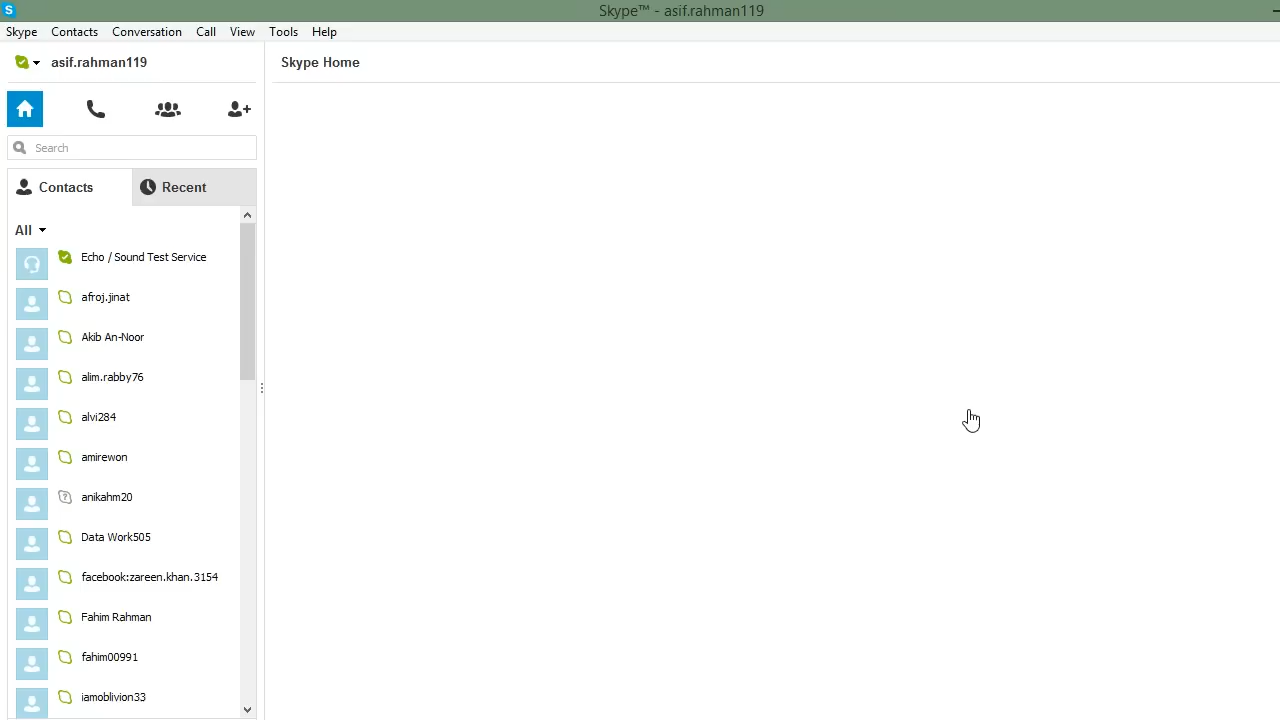 Skype™ - asif.rahman119
Skype Contacts Conversation Call View Tools Help
asif.rahman119
Skype Home
Search
Contacts Recent
All
Echo / Sound Test Service
afroj.jinat
Akib An-Noor
alim.rabby76
alvi284
amirewon
anikahm20
Data Work505
facebook:zareen.khan.3154
Fahim Rahman
fahim00991
iamoblivion33